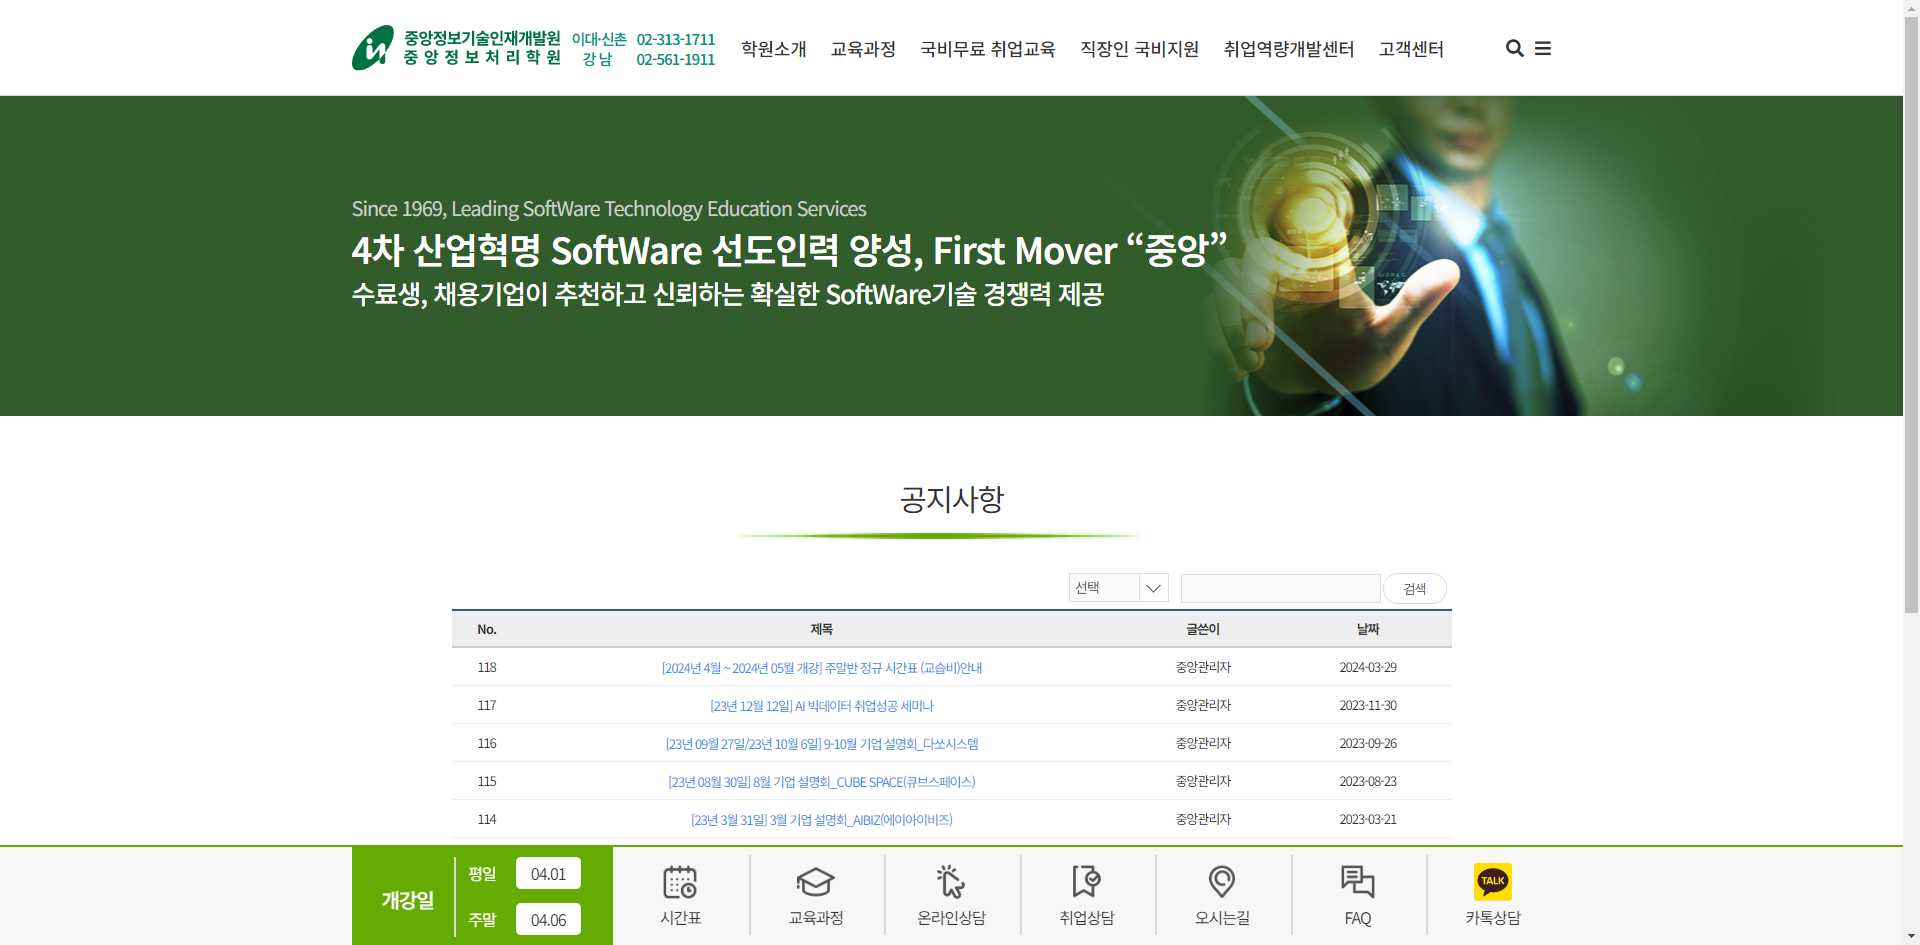 중앙정보기술인재개발원 이대·신촌 02-313-1711
중앙정보처리학원 강남 02-561-1911
학원소개 교육과정 국비무료 취업교육 직장인 국비지원 취업역량개발센터 고객센터
Since 1969, Leading SoftWare Technology Education Services
4차 산업혁명 SoftWare 선도인력 양성, First Mover “중앙”
수료생, 채용기업이 추천하고 신뢰하는 확실한 SoftWare기술 경쟁력 제공
공지사항
선택 검색
No. 제목 글쓴이 날짜
118 [2024년 4월 ~ 2024년 05월 개강] 주말반 정규 시간표 (교습비)안내 중앙관리자 2024-03-29
117 [23년 12월 12일] AI 빅데이터 취업성공 세미나 중앙관리자 2023-11-30
116 [23년 09월 27일/23년 10월 6일] 9-10월 기업 설명회_다쏘시스템 중앙관리자 2023-09-26
115 [23년 08월 30일] 8월 기업 설명회_CUBE SPACE(큐브스페이스) 중앙관리자 2023-08-23
114 [23년 3월 31일] 3월 기업 설명회_AIBIZ(에이아이비즈) 중앙관리자 2023-03-21
개강일
평일 04.01
주말 04.06
시간표 교육과정 온라인상담 취업상담 오시는길 FAQ
TALK
카톡상담